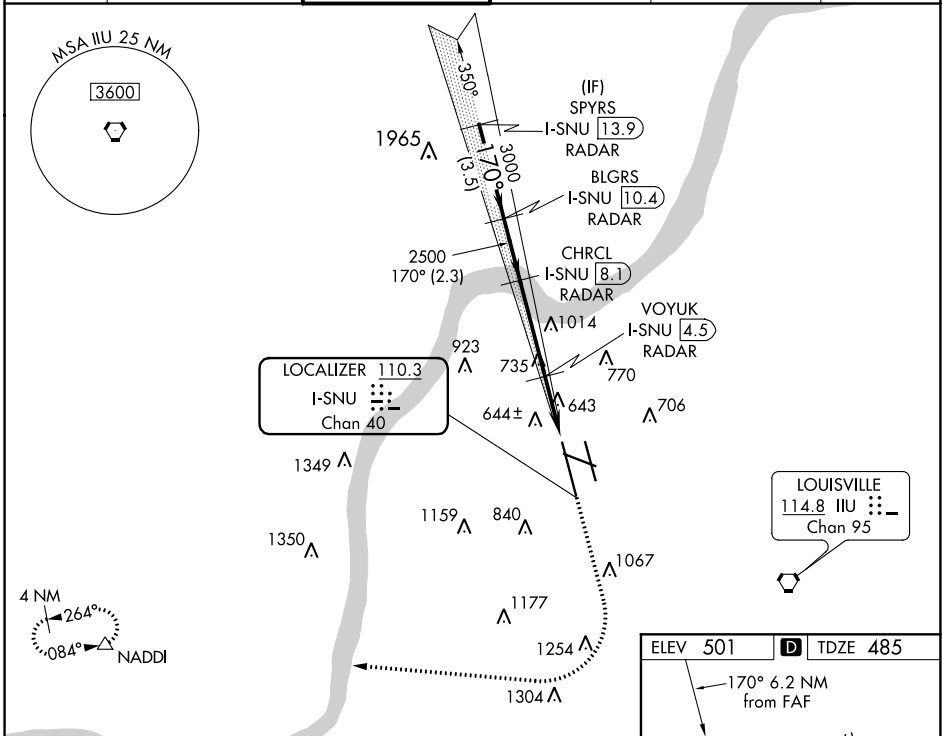 MSA IIU 25 NM
3600
350°
(IF)
SPYRS
I-SNU 13.9
RADAR
1965
3000
170°
(3.5)
BLGRS
I-SNU 10.4
RADAR
2500
170° (2.3)
CHRCL
I-SNU 8.1
RADAR
VOYUK
I-SNU 4.5
RADAR
1014
923
735
770
LOCALIZER 110.3
I-SNU
Chan 40
644±
643
706
1349
LOUISVILLE
114.8 IIU
Chan 95
1350
1159
840
1067
4 NM
264°
084°
NADDI
1177
1254
1304
ELEV 501 D TDZE 485
170° 6.2 NM
from FAF